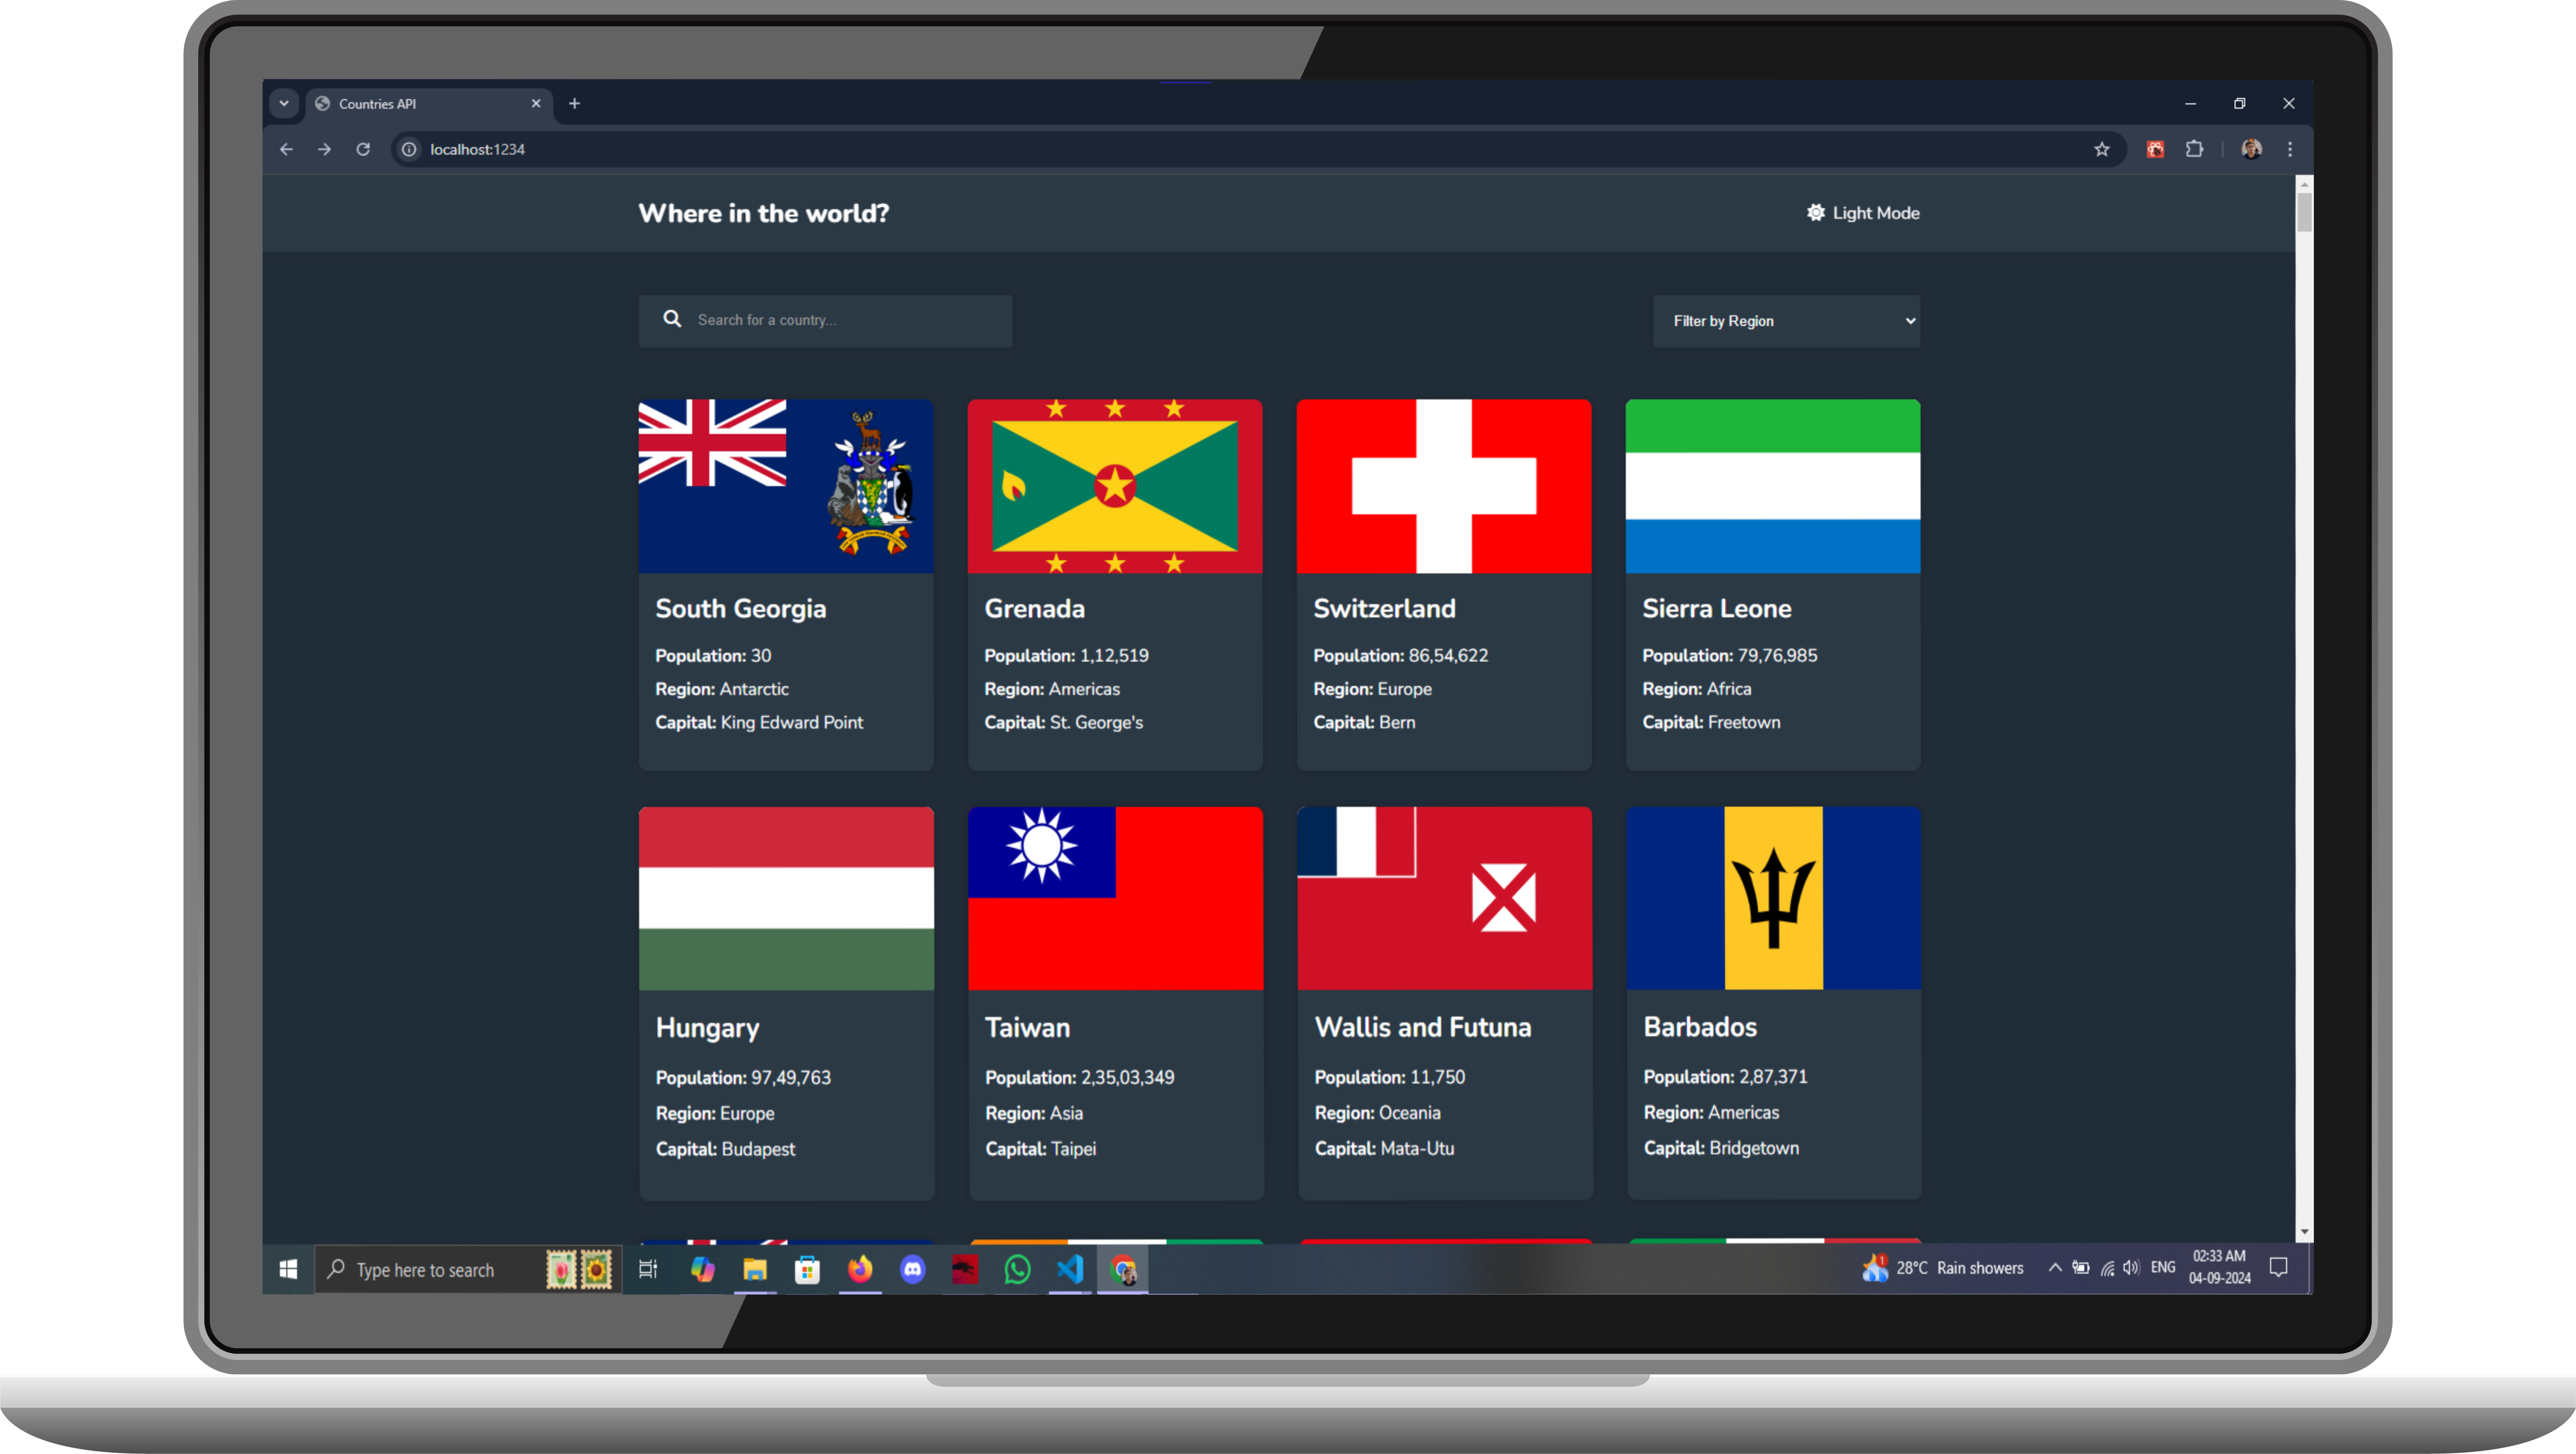 Countries API
localhost:1234
Where in the world?
Light Mode
Search for a country...
Filter by Region
South Georgia
Population: 30
Region: Antarctic
Capital: King Edward Point
Grenada
Population: 1,12,519
Region: Americas
Capital: St. George's
Switzerland
Population: 86,54,622
Region: Europe
Capital: Bern
Sierra Leone
Population: 79,76,985
Region: Africa
Capital: Freetown
Hungary
Population: 97,49,763
Region: Europe
Capital: Budapest
Taiwan
Population: 2,35,03,349
Region: Asia
Capital: Taipei
Wallis and Futuna
Population: 11,750
Region: Oceania
Capital: Mata-Utu
Barbados
Population: 2,87,371
Region: Americas
Capital: Bridgetown
Type here to search
1
28°C Rain showers
ENG
02:33 AM
04-09-2024